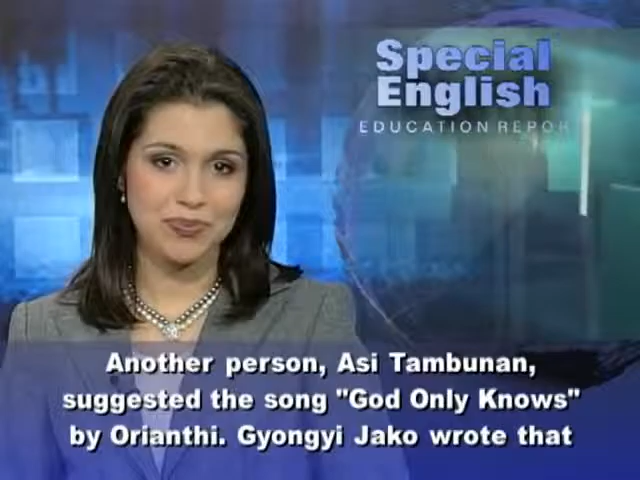 Special
English
EDUCATION REPOR
Another person, Asi Tambunan,
suggested the song "God Only Knows"
by Orianthi. Gyongyi Jako wrote that